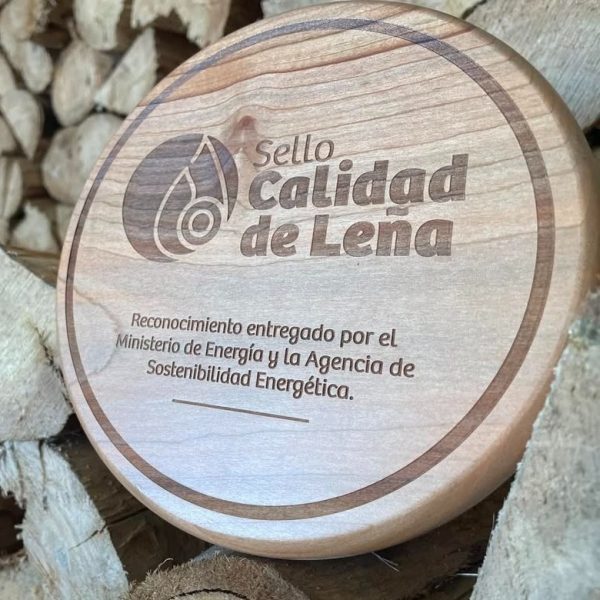 Sello
Calidad
de Leña
Reconocimiento entregado por el
Ministerio de Energía y la Agencia de
Sostenibilidad Energética.